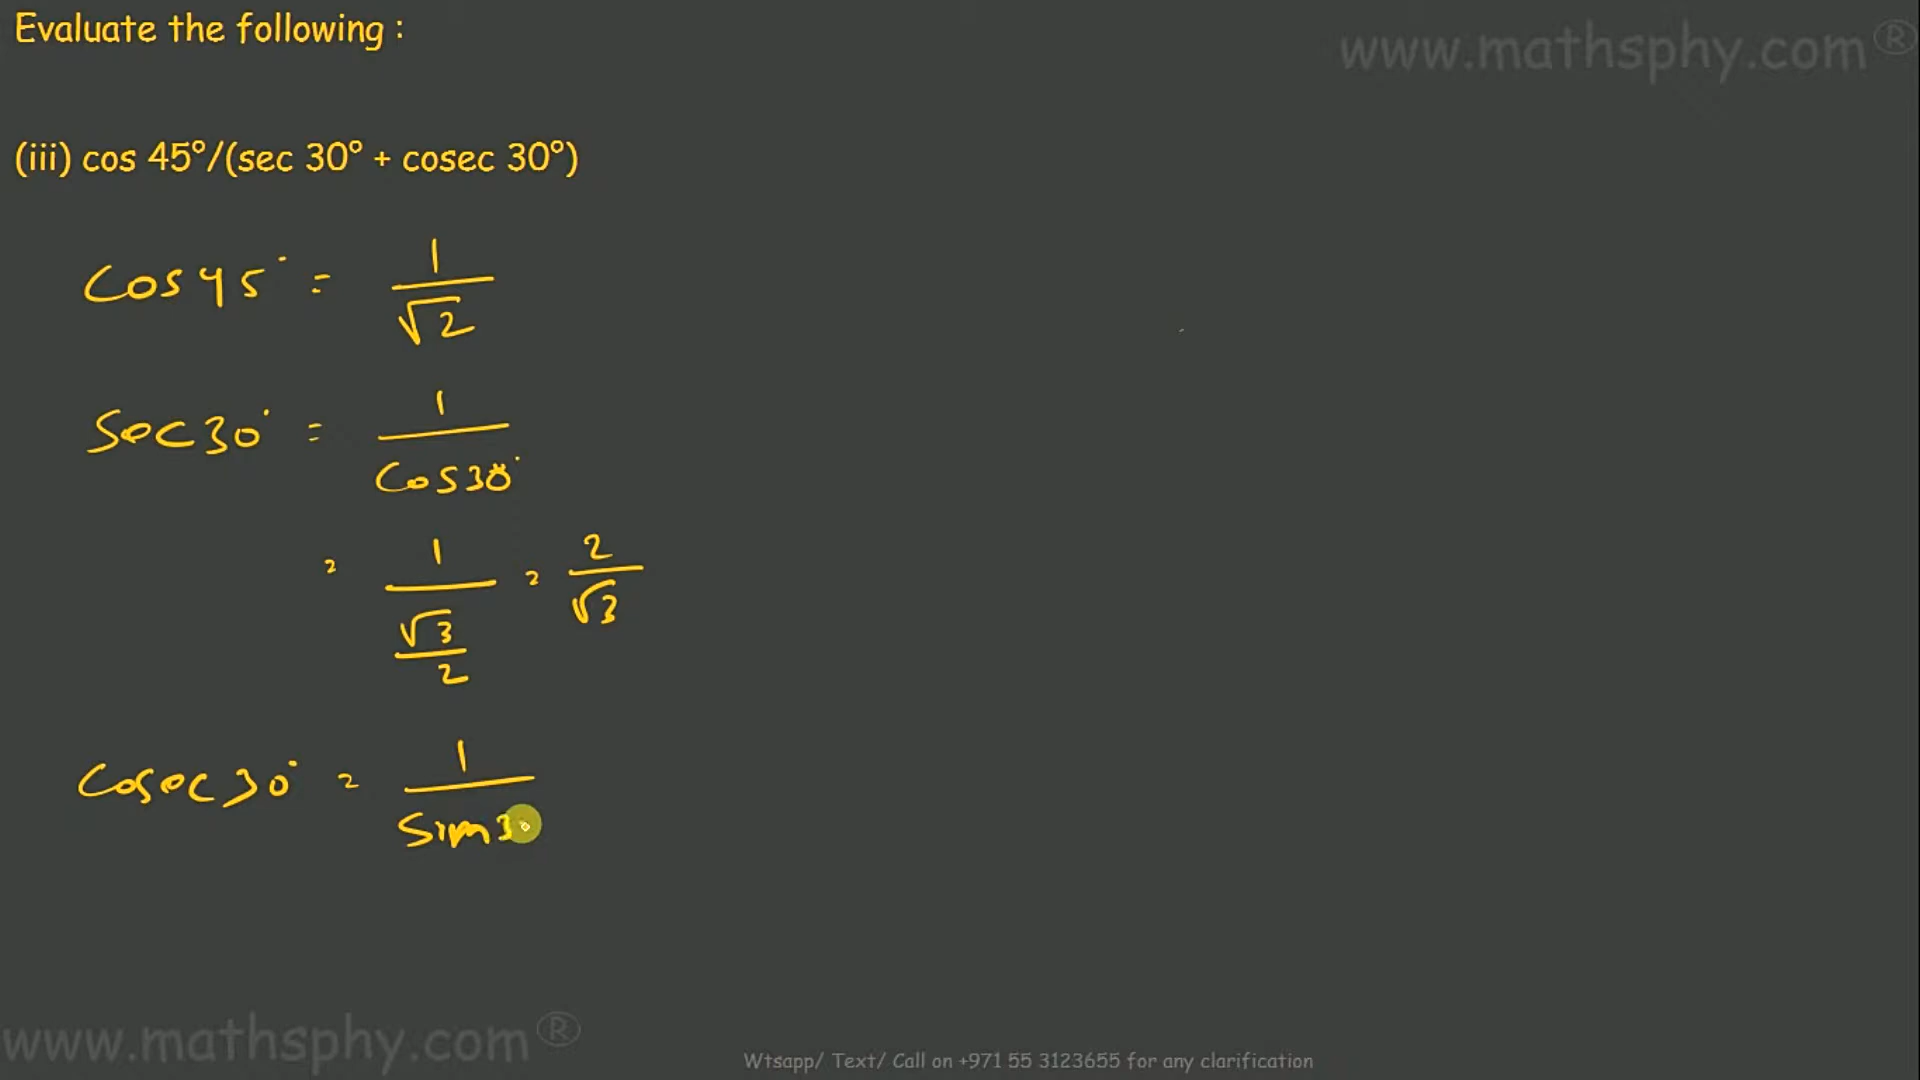 Evaluate the following :
www.mathsphy.com®
(iii) cos 45°/(sec 30° + cosec 30°)
Cos 45° = 1/√2
Sec 30° = 1/Cos 30°
= 1/(√3/2) = 2/√3
Cosec 30° = 1/Sin 30
www.mathsphy.com®
Wtsapp/ Text/ Call on +971 55 3123655 for any clarification